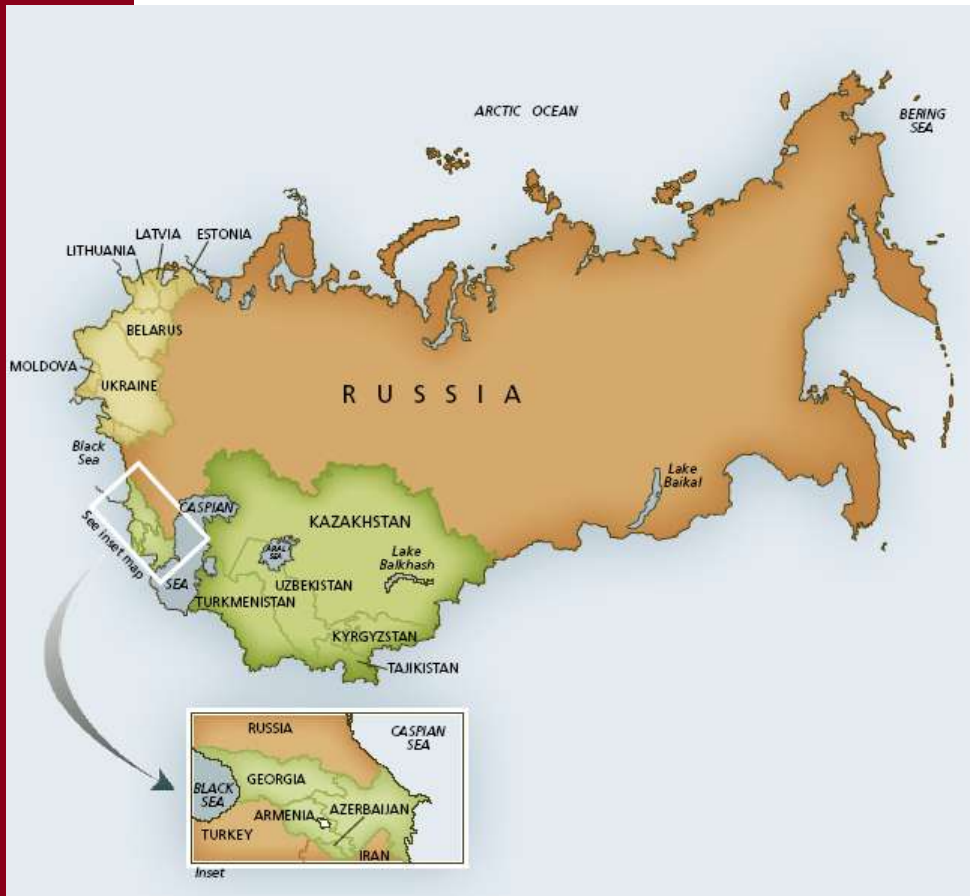 ARCTIC OCEAN
BERING
SEA
LATVIA
ESTONIA
LITHUANIA
BELARUS
MOLDOVA
UKRAINE
RUSSIA
Black
Sea
Lake
Baikal
CASPIAN
SEA
See inset map
KAZAKHSTAN
ARAL
SEA
Lake
Balkhash
UZBEKISTAN
TURKMENISTAN
KYRGYZSTAN
TAJIKISTAN
RUSSIA
CASPIAN
SEA
GEORGIA
BLACK
SEA
ARMENIA
AZERBAIJAN
TURKEY
IRAN
Inset